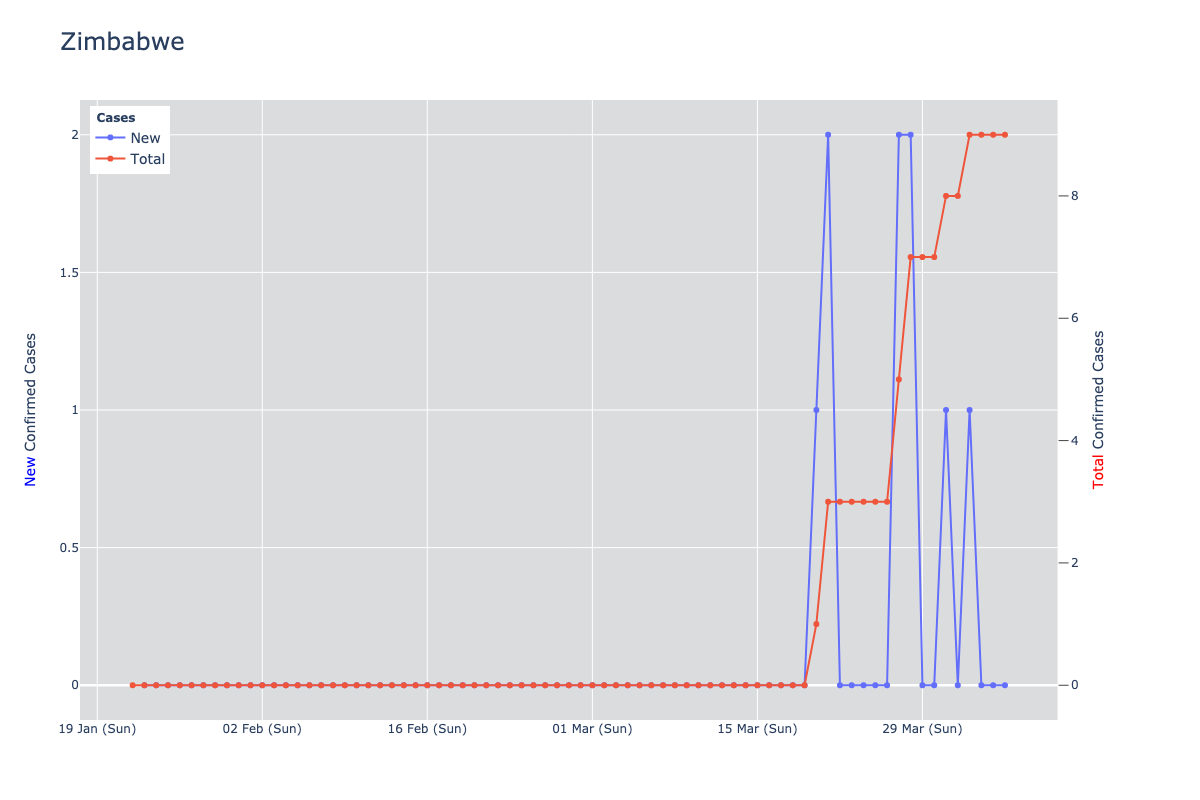 Zimbabwe
Cases
New
Total
2
1.5
1
0.5
0
8
6
4
2
0
New Confirmed Cases
Total Confirmed Cases
19 Jan (Sun)
02 Feb (Sun)
16 Feb (Sun)
01 Mar (Sun)
15 Mar (Sun)
29 Mar (Sun)